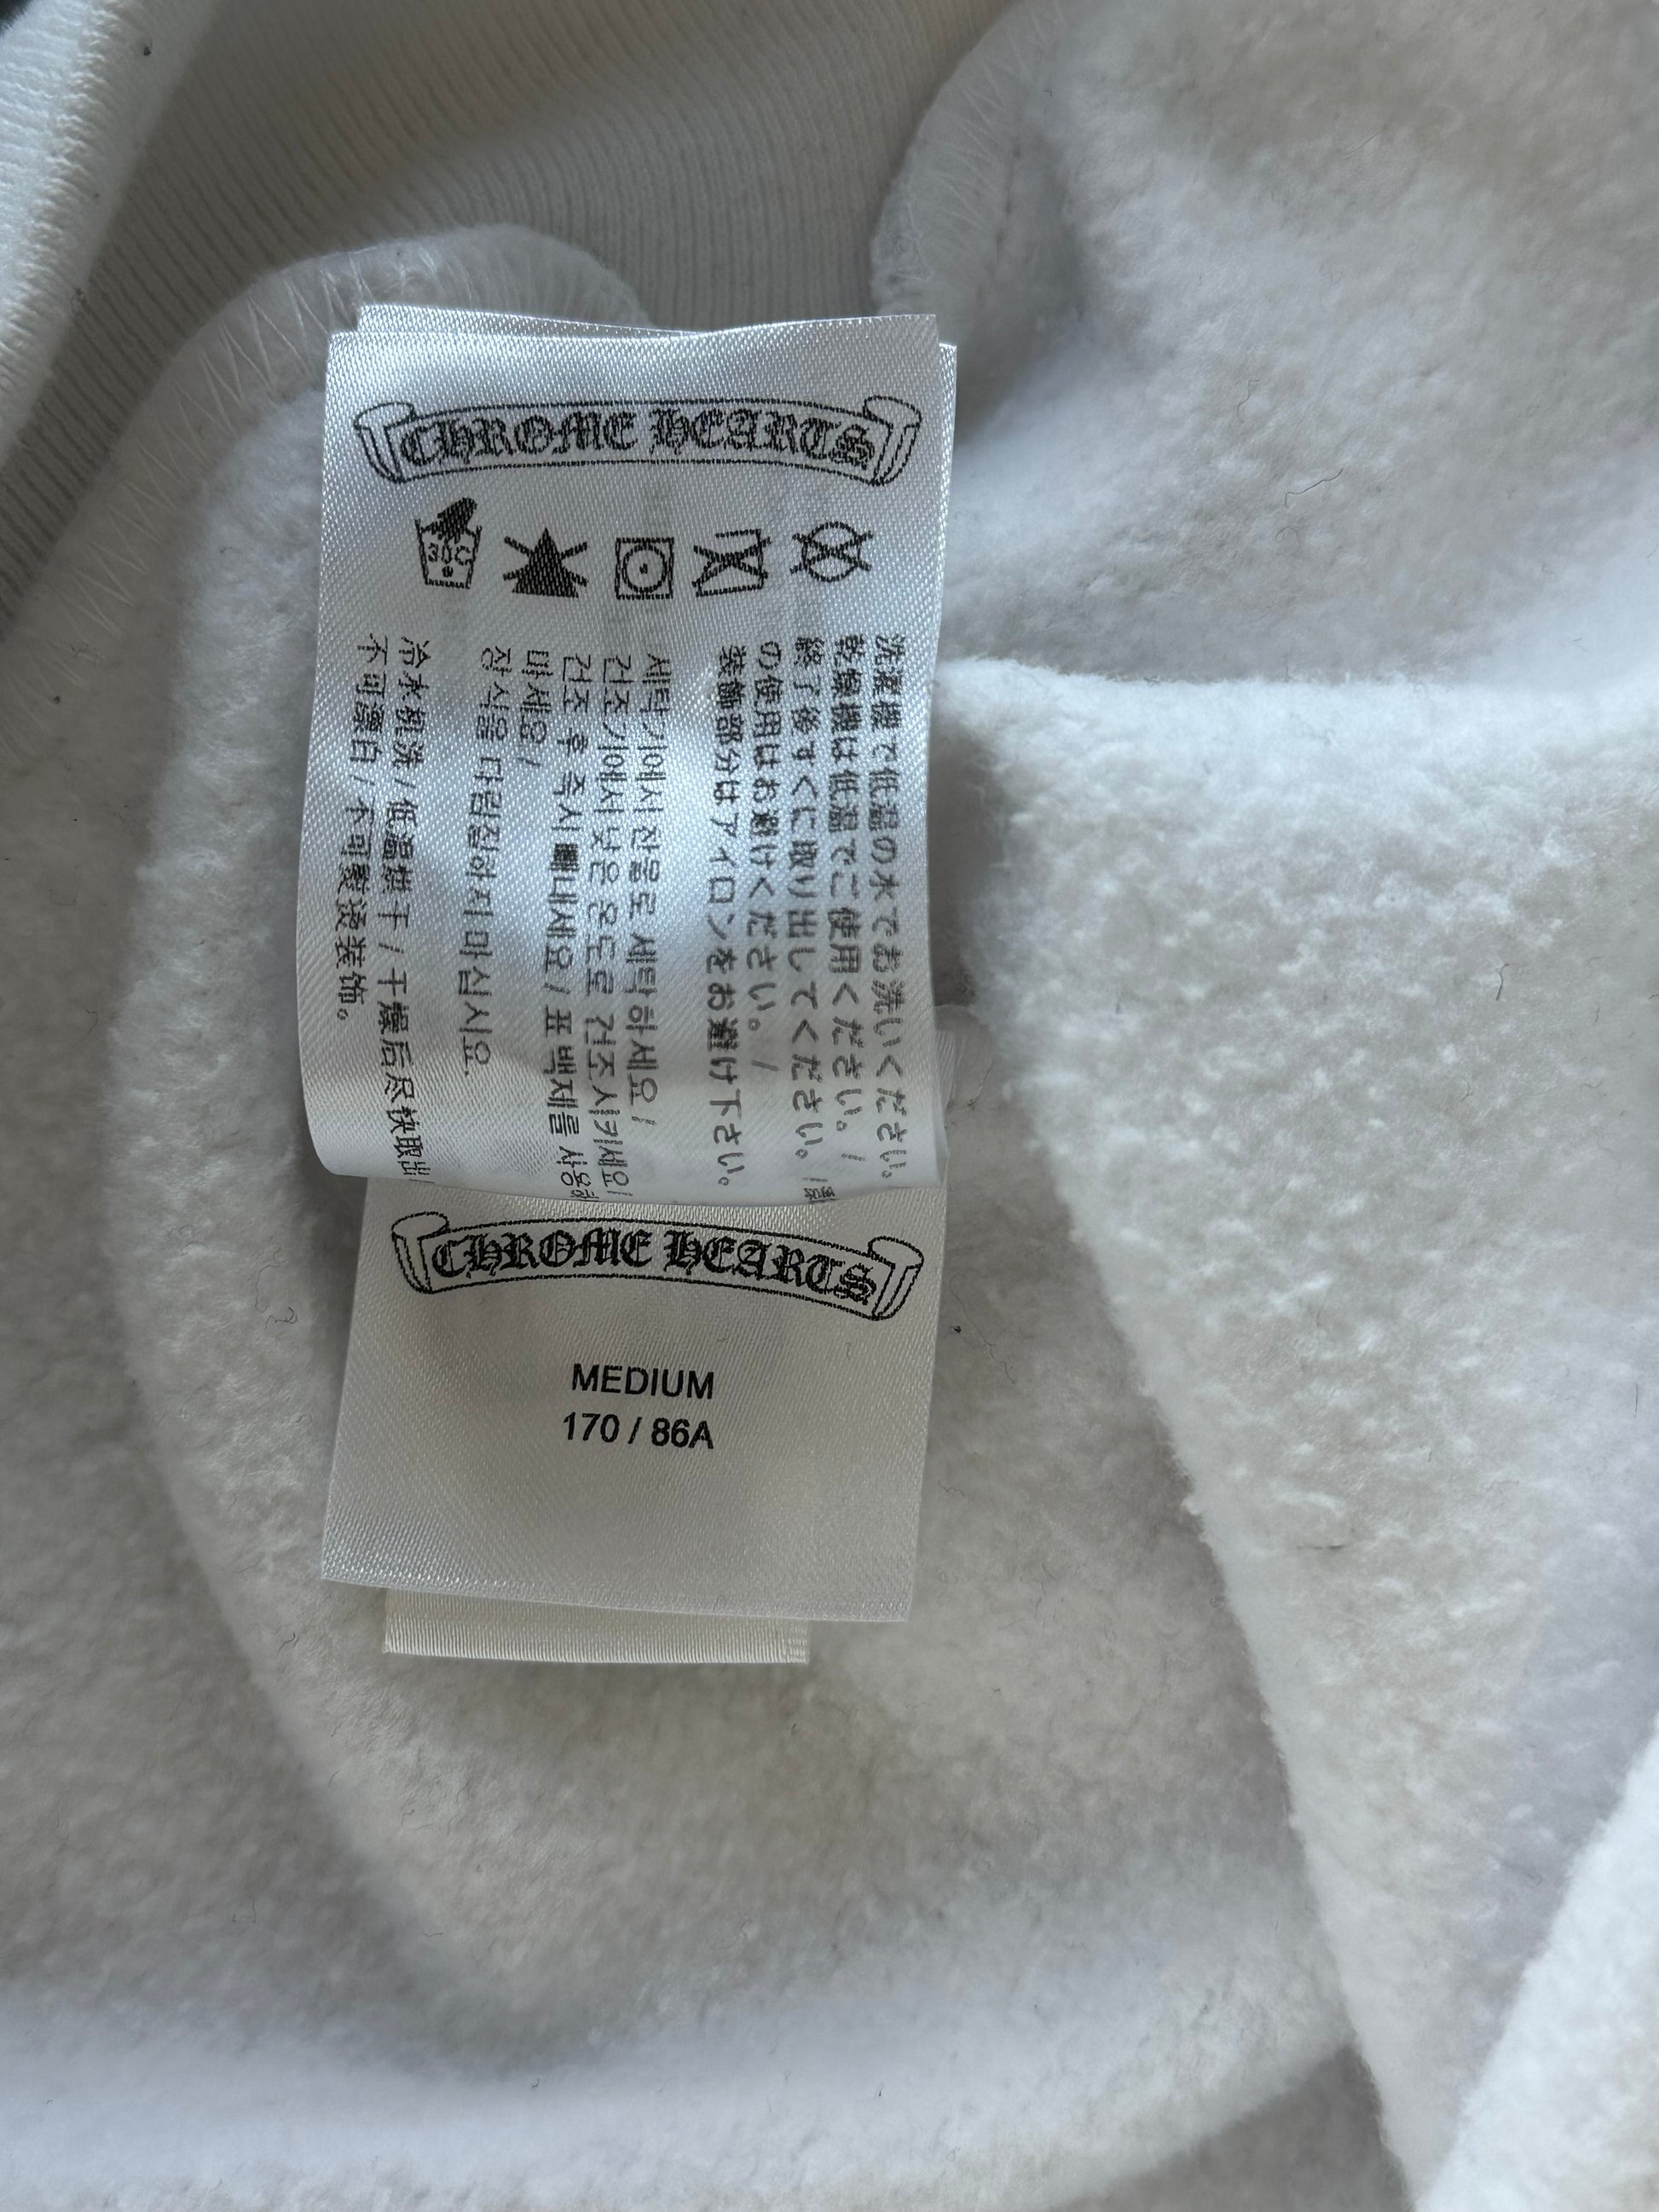 CHROME HEARTS
30C
洗濯機で低温の水でお洗いください。
乾燥機は低温でご使用ください。/
終了後すぐに取り出してください。/
の使用はお避けください。/
装飾部分はアイロンをお避け下さい。
세탁기에서 찬물로 세탁하세요 /
건조기에서 낮은 온도로 건조시키세요 /
건조 후 즉시 빼내세요 / 표백제를 사용하
마세요 /
장식을 다림질하지 마십시오.
冷水机洗 / 低温烘干 / 干燥后尽快取出
不可漂白 / 不可熨烫装饰。
CHROME HEARTS
MEDIUM
170 / 86A